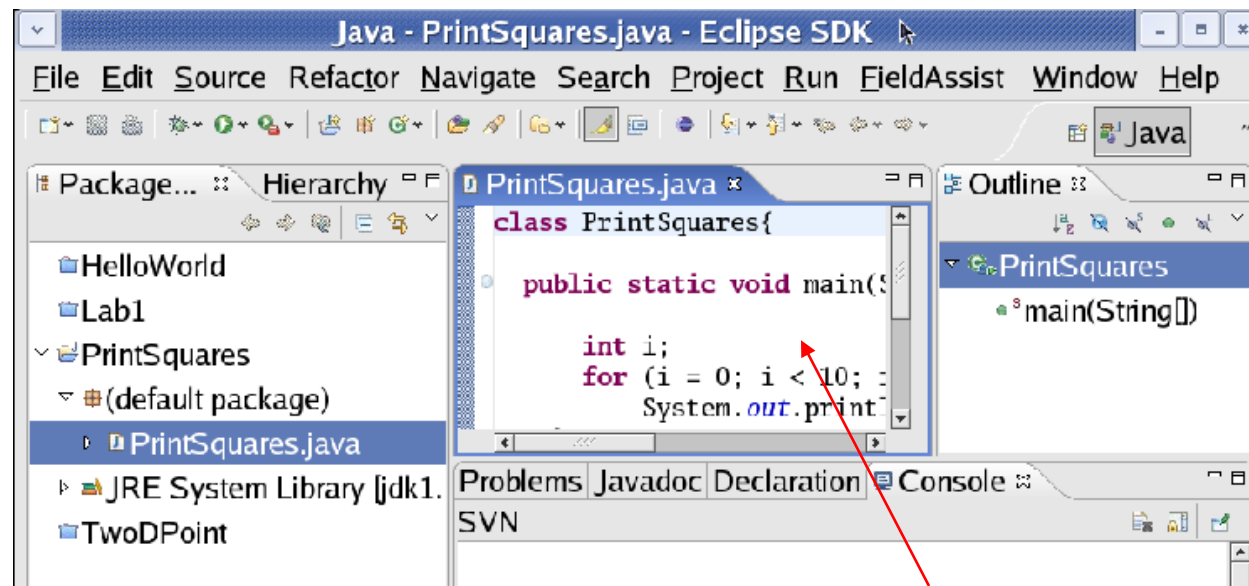 Java - PrintSquares.java - Eclipse SDK
File Edit Source Refactor Navigate Search Project Run FieldAssist Window Help
Java
Package... Hierarchy
HelloWorld
Lab1
PrintSquares
(default package)
PrintSquares.java
JRE System Library [jdk1.
TwoDPoint
PrintSquares.java
class PrintSquares{
public static void main(
int i;
for (i = 0; i < 10;
System.out.print
Outline
PrintSquares
main(String[])
Problems Javadoc Declaration Console
SVN